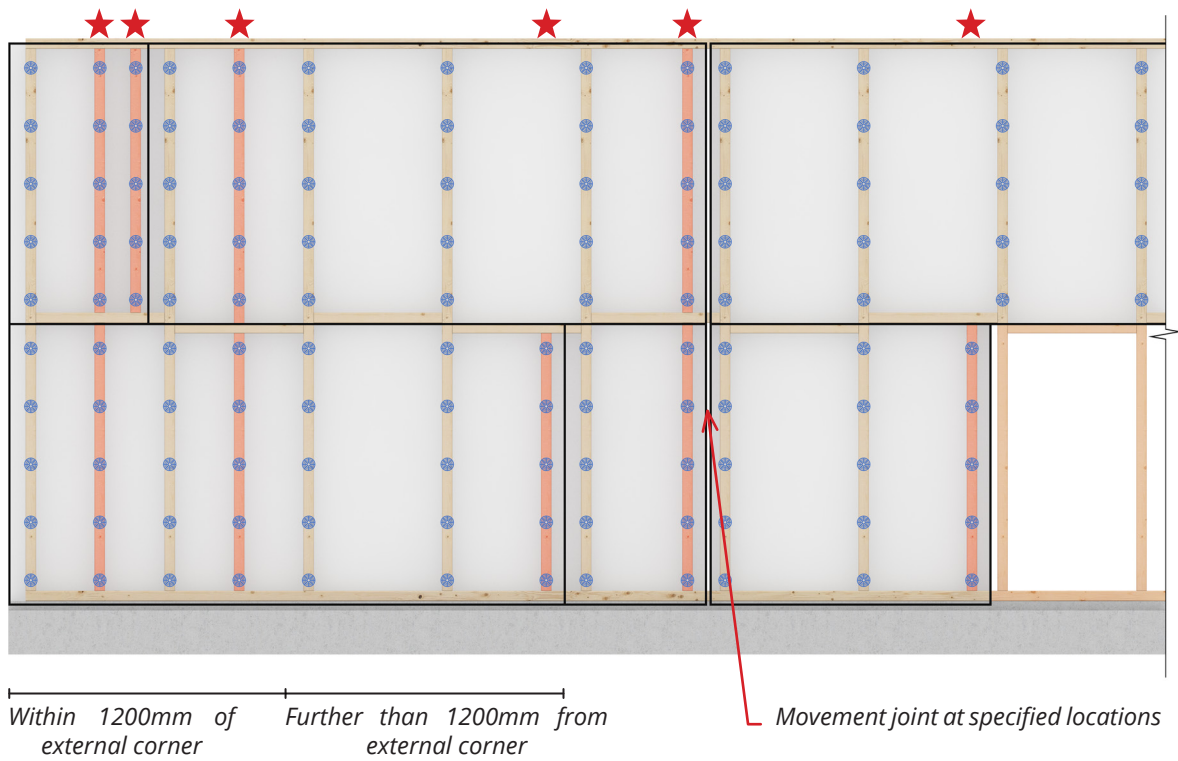 Within 1200mm of
external corner
Further than 1200mm from
external corner
Movement joint at specified locations